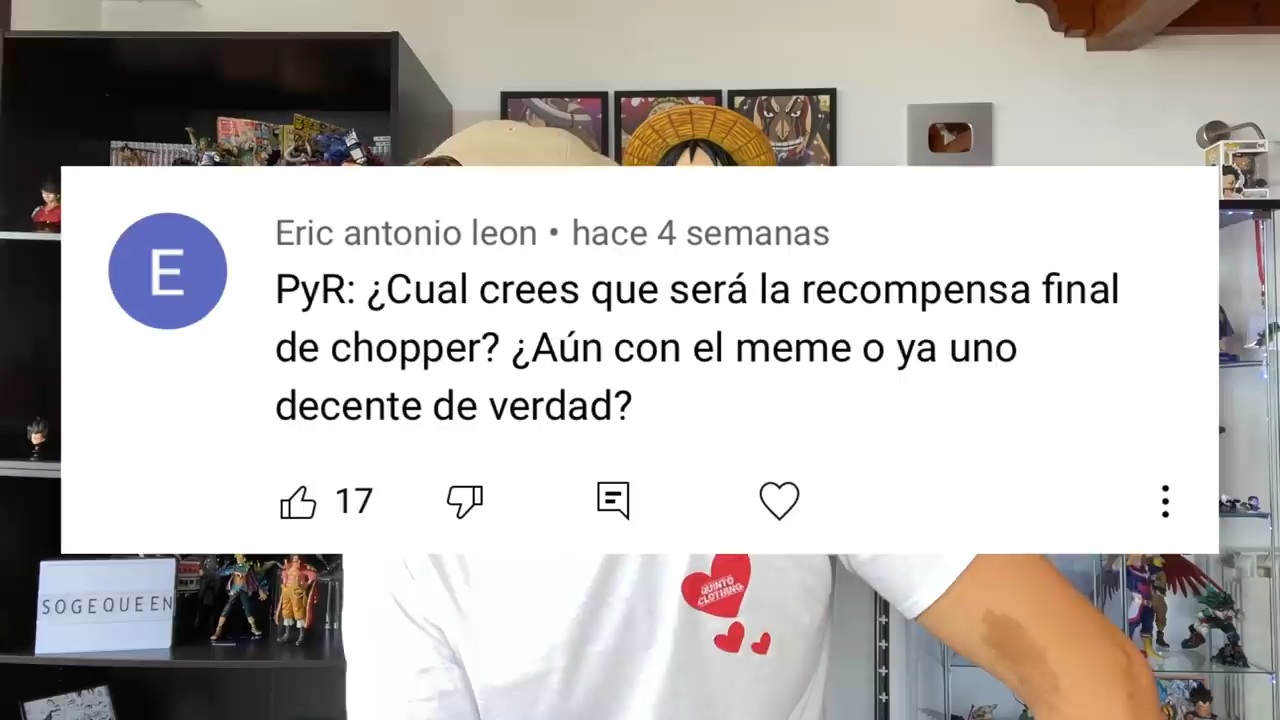 Eric antonio leon • hace 4 semanas
E
PyR: ¿Cual crees que será la recompensa final
de chopper? ¿Aún con el meme o ya uno
decente de verdad?
17
QUINTO
CLOTHING
SOGEQUEEN